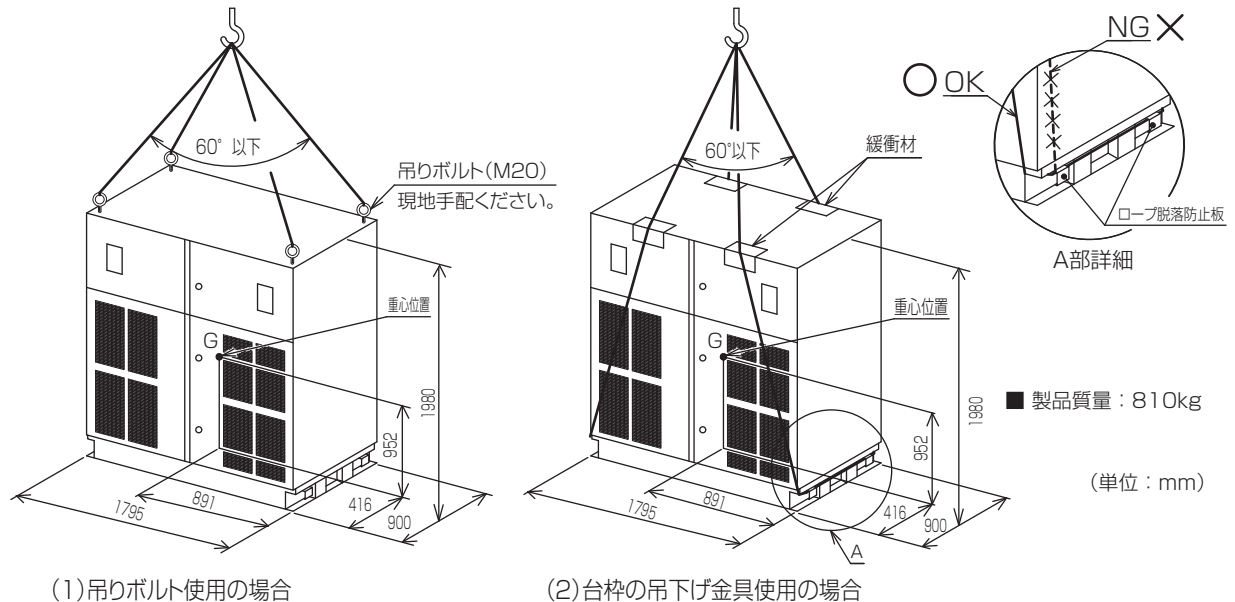 NG
OK
60°以下
吊りボルト(M20)
現地手配ください。
重心位置
G
1980
952
891
416
1795
900
(1)吊りボルト使用の場合
60°以下
緩衝材
重心位置
G
1980
952
891
416
1795
900
A
(2)台枠の吊下げ金具使用の場合
ロープ脱落防止板
A部詳細
■ 製品質量:810kg
(単位:mm)